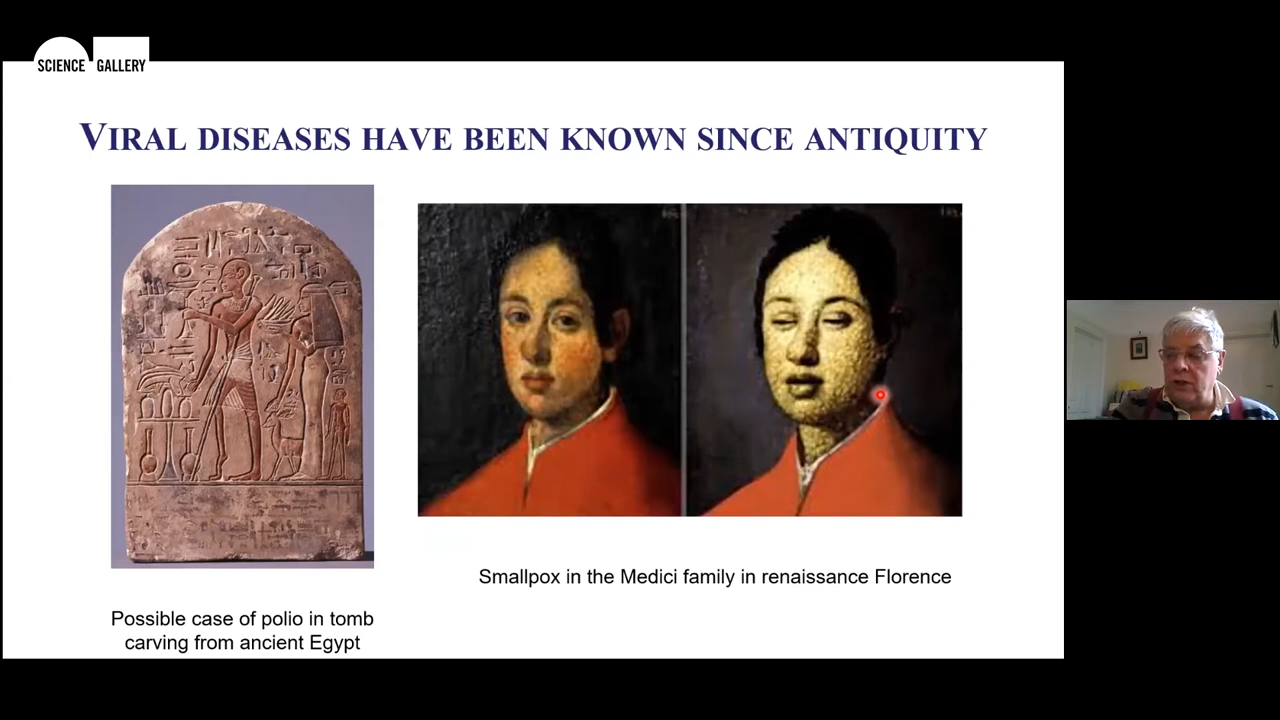 SCIENCE GALLERY
VIRAL DISEASES HAVE BEEN KNOWN SINCE ANTIQUITY
Smallpox in the Medici family in renaissance Florence
Possible case of polio in tomb
carving from ancient Egypt